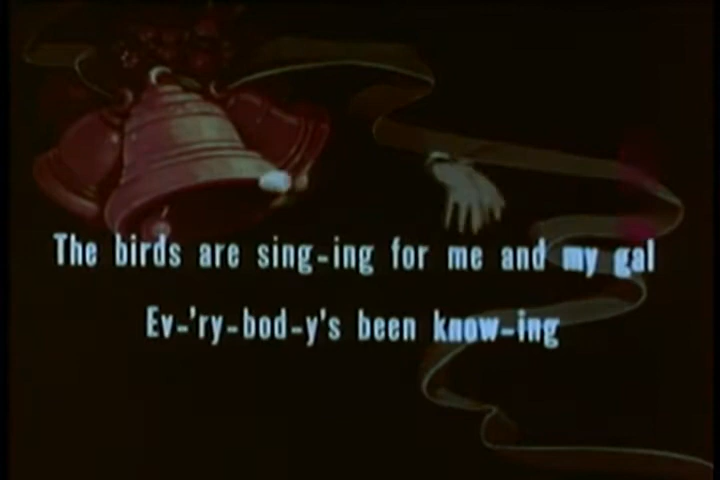 The birds are sing-ing for me and my gal
Ev-'ry-bod-y's been know-ing